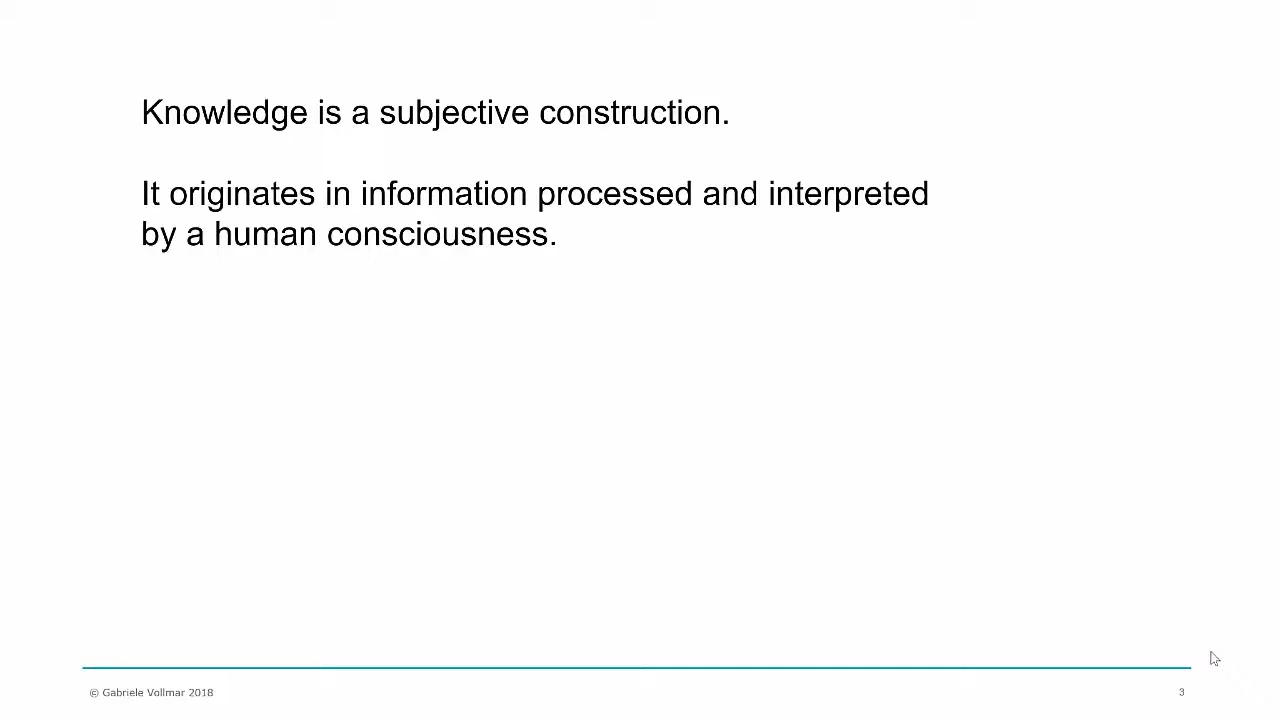 Knowledge is a subjective construction.
It originates in information processed and interpreted
by a human consciousness.
© Gabriele Vollmar 2018
3